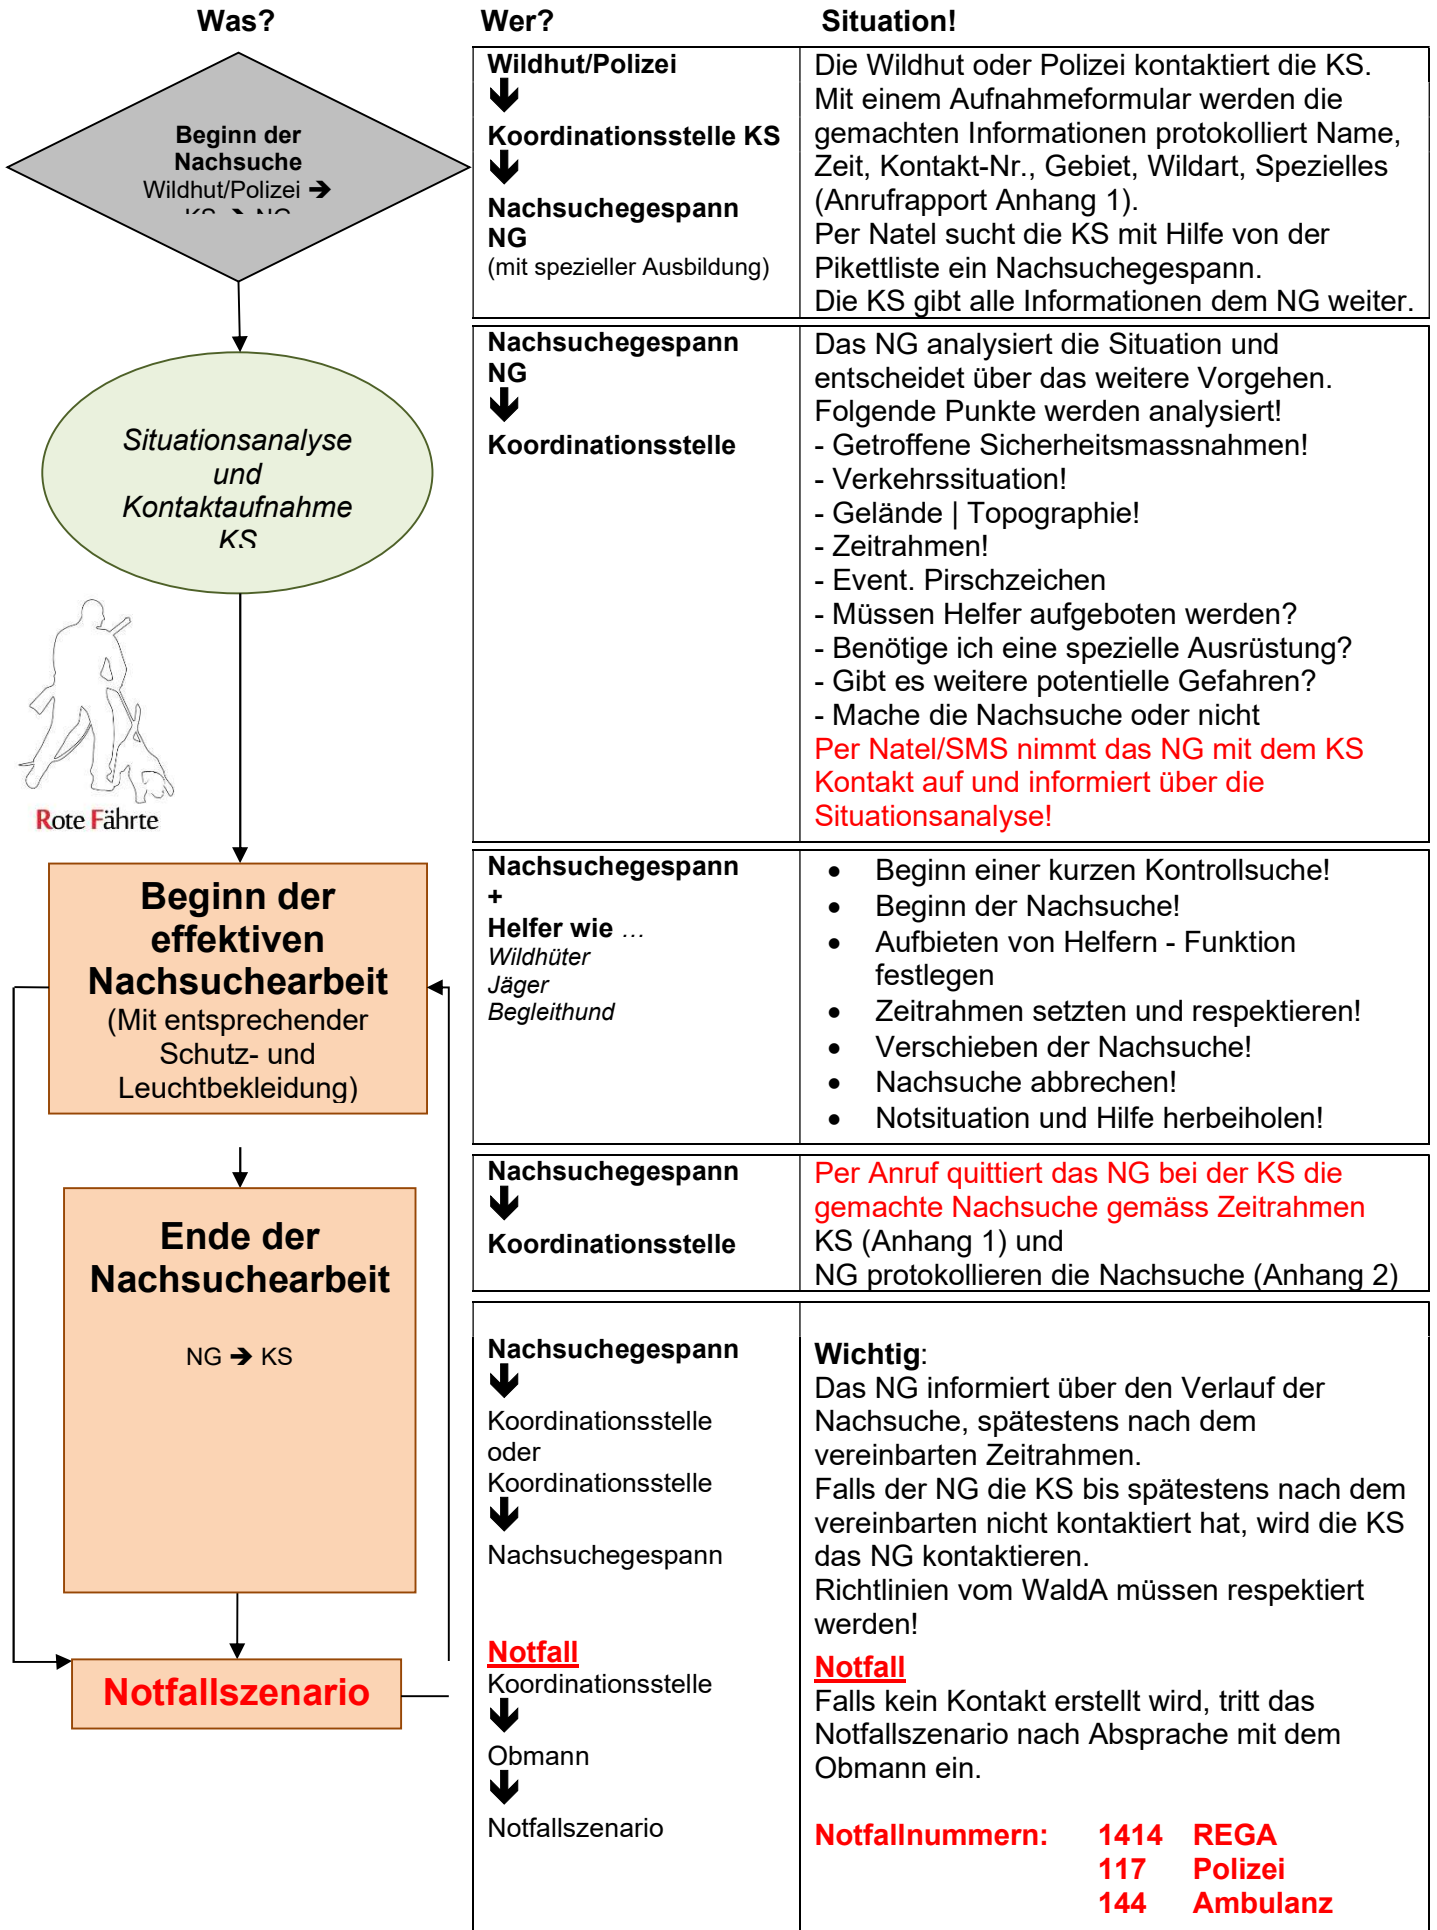 Was?
Wer?
Situation!
Beginn der
Nachsuche
Wildhut/Polizei ➔
KS ➔ NG
Wildhut/Polizei
🡻
Koordinationsstelle KS
🡻
Nachsuchegespann
NG
(mit spezieller Ausbildung)
Die Wildhut oder Polizei kontaktiert die KS.
Mit einem Aufnahmeformular werden die
gemachten Informationen protokolliert Name,
Zeit, Kontakt-Nr., Gebiet, Wildart, Spezielles
(Anrufrapport Anhang 1).
Per Natel sucht die KS mit Hilfe von der
Pikettliste ein Nachsuchegespann.
Die KS gibt alle Informationen dem NG weiter.
Situationsanalyse
und
Kontaktaufnahme
KS
Nachsuchegespann
NG
🡻
Koordinationsstelle
Das NG analysiert die Situation und
entscheidet über das weitere Vorgehen.
Folgende Punkte werden analysiert!
- Getroffene Sicherheitsmassnahmen!
- Verkehrssituation!
- Gelände | Topographie!
- Zeitrahmen!
- Event. Pirschzeichen
- Müssen Helfer aufgeboten werden?
- Benötige ich eine spezielle Ausrüstung?
- Gibt es weitere potentielle Gefahren?
- Mache die Nachsuche oder nicht
Per Natel/SMS nimmt das NG mit dem KS
Kontakt auf und informiert über die
Situationsanalyse!
Rote Fährte
Beginn der
effektiven
Nachsuchearbeit
(Mit entsprechender
Schutz- und
Leuchtbekleidung)
Nachsuchegespann
+
Helfer wie …
Wildhüter
Jäger
Begleithund
• Beginn einer kurzen Kontrollsuche!
• Beginn der Nachsuche!
• Aufbieten von Helfern - Funktion
festlegen
• Zeitrahmen setzten und respektieren!
• Verschieben der Nachsuche!
• Nachsuche abbrechen!
• Notsituation und Hilfe herbeiholen!
Ende der
Nachsuchearbeit
NG ➔ KS
Nachsuchegespann
🡻
Koordinationsstelle
Per Anruf quittiert das NG bei der KS die
gemachte Nachsuche gemäss Zeitrahmen
KS (Anhang 1) und
NG protokollieren die Nachsuche (Anhang 2)
Nachsuchegespann
🡻
Koordinationsstelle
oder
Koordinationsstelle
🡻
Nachsuchegespann
Wichtig:
Das NG informiert über den Verlauf der
Nachsuche, spätestens nach dem
vereinbarten Zeitrahmen.
Falls der NG die KS bis spätestens nach dem
vereinbarten nicht kontaktiert hat, wird die KS
das NG kontaktieren.
Richtlinien vom WaldA müssen respektiert
werden!
Notfallszenario
Notfall
Koordinationsstelle
🡻
Obmann
🡻
Notfallszenario
Notfall
Falls kein Kontakt erstellt wird, tritt das
Notfallszenario nach Absprache mit dem
Obmann ein.
Notfallnummern: 1414 REGA
117 Polizei
144 Ambulanz